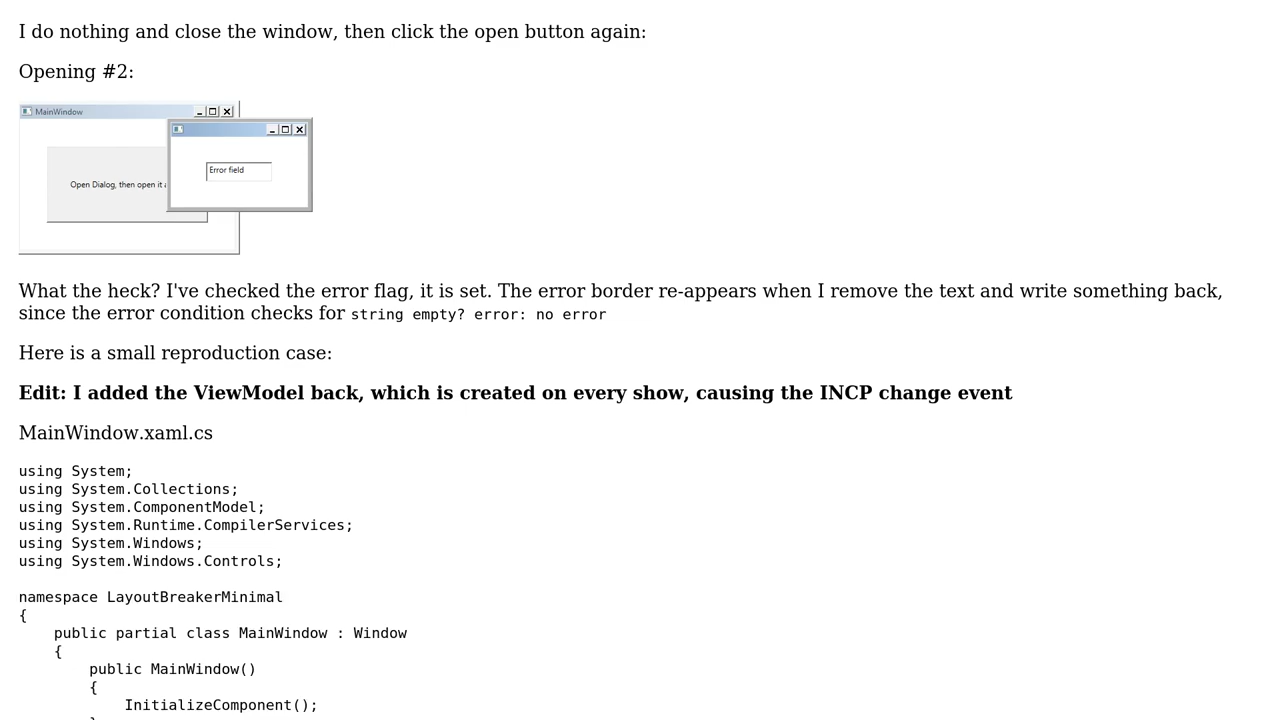 I do nothing and close the window, then click the open button again:
Opening #2:
MainWindow
Open Dialog, then open it
Error field
What the heck? I've checked the error flag, it is set. The error border re-appears when I remove the text and write something back,
since the error condition checks for string empty? error: no error
Here is a small reproduction case:
Edit: I added the ViewModel back, which is created on every show, causing the INCP change event
MainWindow.xaml.cs
using System;
using System.Collections;
using System.ComponentModel;
using System.Runtime.CompilerServices;
using System.Windows;
using System.Windows.Controls;
namespace LayoutBreakerMinimal
{
    public partial class MainWindow : Window
    {
        public MainWindow()
        {
            InitializeComponent();